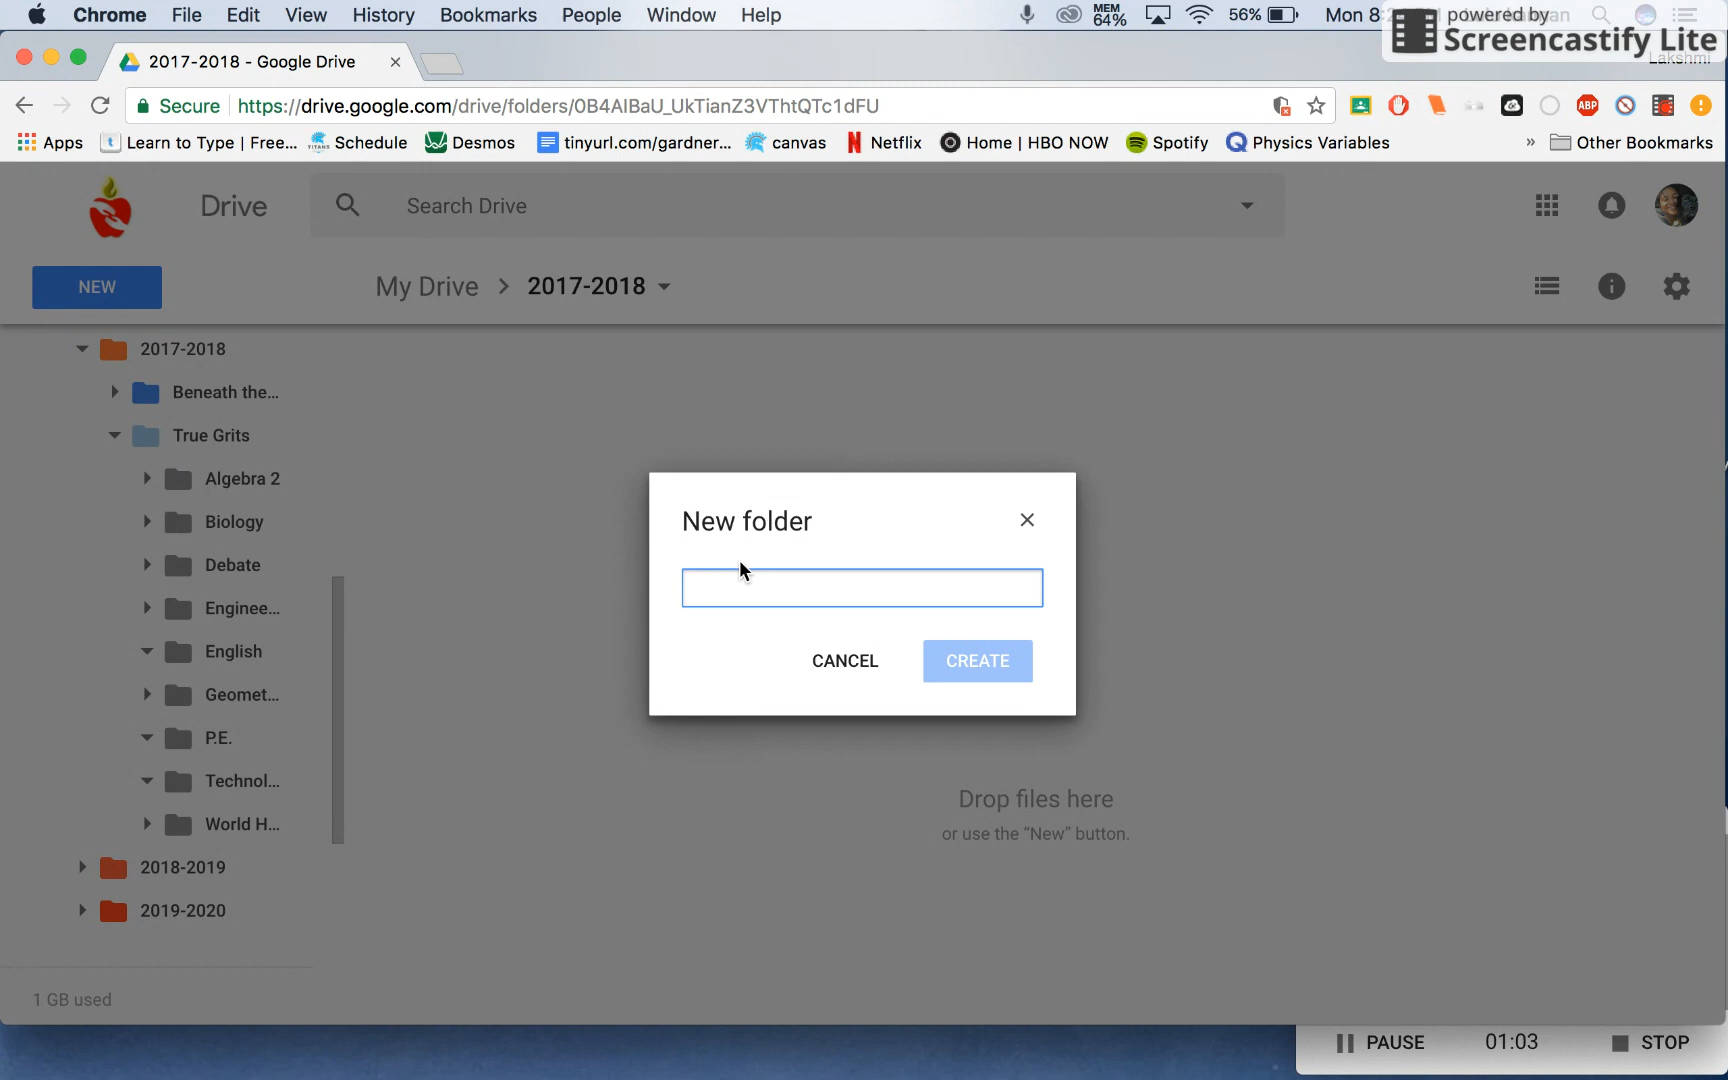 Chrome File Edit View History Bookmarks People Window Help MEM 64% 56% Mon 8
powered by
Screencastify Lite
2017-2018 - Google Drive
Lakshmi
Secure https://drive.google.com/drive/folders/0B4AIBaU_UkTianZ3VThtQTc1dFU ABP
Apps Learn to Type | Free... Schedule Desmos tinyurl.com/gardner... canvas Netflix Home | HBO NOW Spotify Physics Variables » Other Bookmarks
Drive Search Drive
NEW My Drive > 2017-2018
2017-2018
Beneath the...
True Grits
Algebra 2
Biology
Debate
Enginee...
English
Geomet...
P.E.
Technol...
World H...
2018-2019
2019-2020
1 GB used
New folder
CANCEL CREATE
Drop files here
or use the “New” button.
PAUSE 01:03 STOP